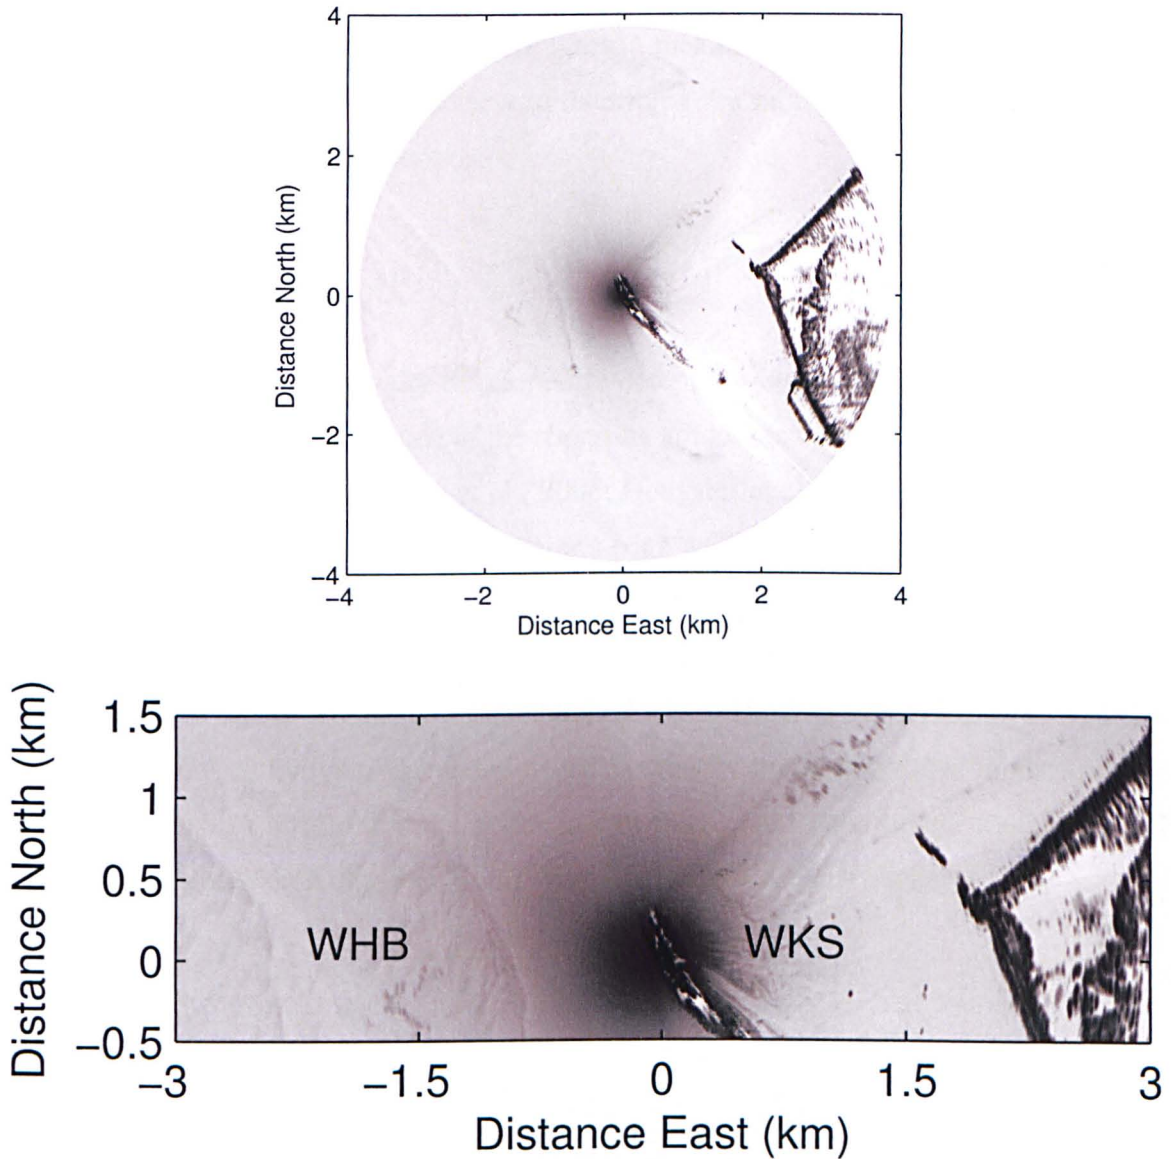 4
2
0
−2
−4
Distance North (km)
−4 −2 0 2 4
Distance East (km)
1.5
1
0.5
0
−0.5
Distance North (km)
WHB WKS
−3 −1.5 0 1.5 3
Distance East (km)